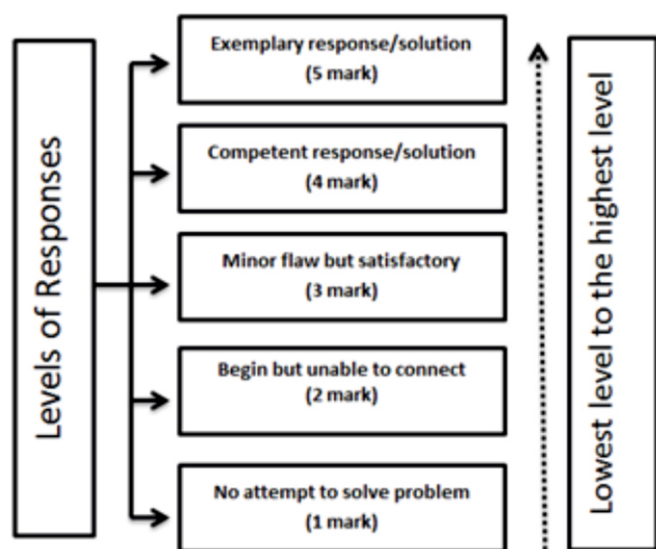 Levels of Responses
Exemplary response/solution
(5 mark)
Competent response/solution
(4 mark)
Minor flaw but satisfactory
(3 mark)
Begin but unable to connect
(2 mark)
No attempt to solve problem
(1 mark)
Lowest level to the highest level